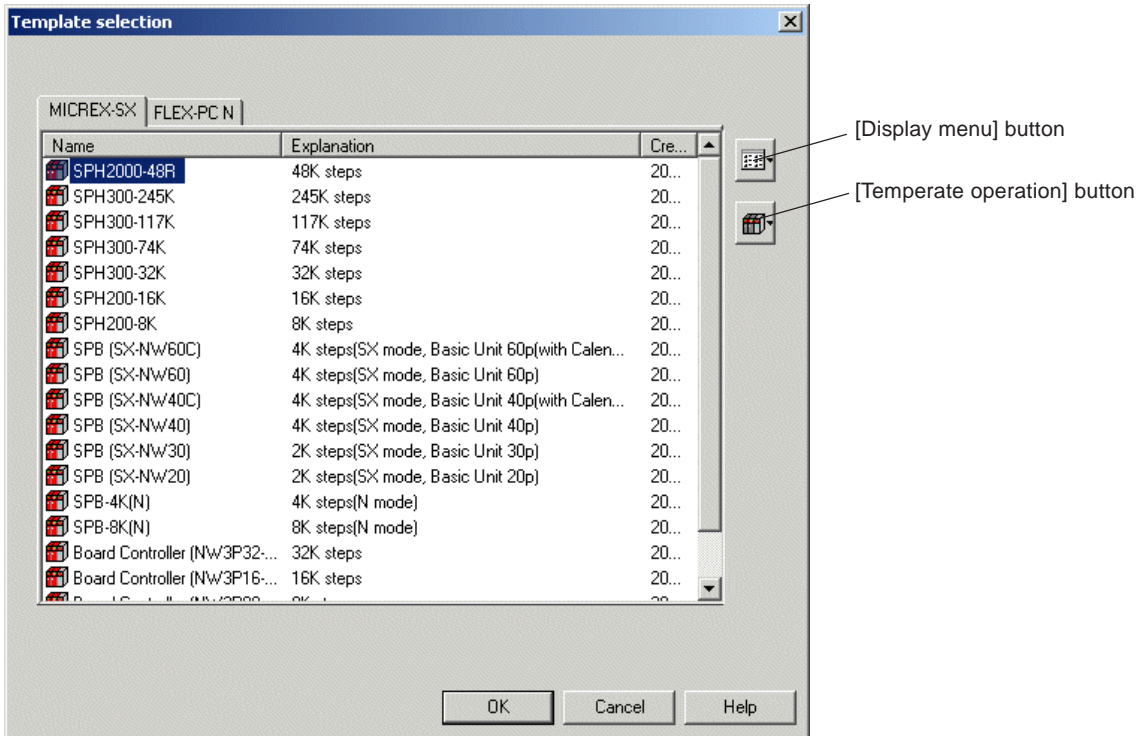 Template selection
MICREX-SX FLEX-PC N
Name Explanation Cre...
SPH2000-48R 48K steps 20...
SPH300-245K 245K steps 20...
SPH300-117K 117K steps 20...
SPH300-74K 74K steps 20...
SPH300-32K 32K steps 20...
SPH200-16K 16K steps 20...
SPH200-8K 8K steps 20...
SPB (SX-NW60C) 4K steps(SX mode, Basic Unit 60p(with Calen... 20...
SPB (SX-NW60) 4K steps(SX mode, Basic Unit 60p) 20...
SPB (SX-NW40C) 4K steps(SX mode, Basic Unit 40p(with Calen... 20...
SPB (SX-NW40) 4K steps(SX mode, Basic Unit 40p) 20...
SPB (SX-NW30) 2K steps(SX mode, Basic Unit 30p) 20...
SPB (SX-NW20) 2K steps(SX mode, Basic Unit 20p) 20...
SPB-4K(N) 4K steps(N mode) 20...
SPB-8K(N) 8K steps(N mode) 20...
Board Controller (NW3P32-... 32K steps 20...
Board Controller (NW3P16-... 16K steps 20...
[Display menu] button
[Temperate operation] button
OK Cancel Help